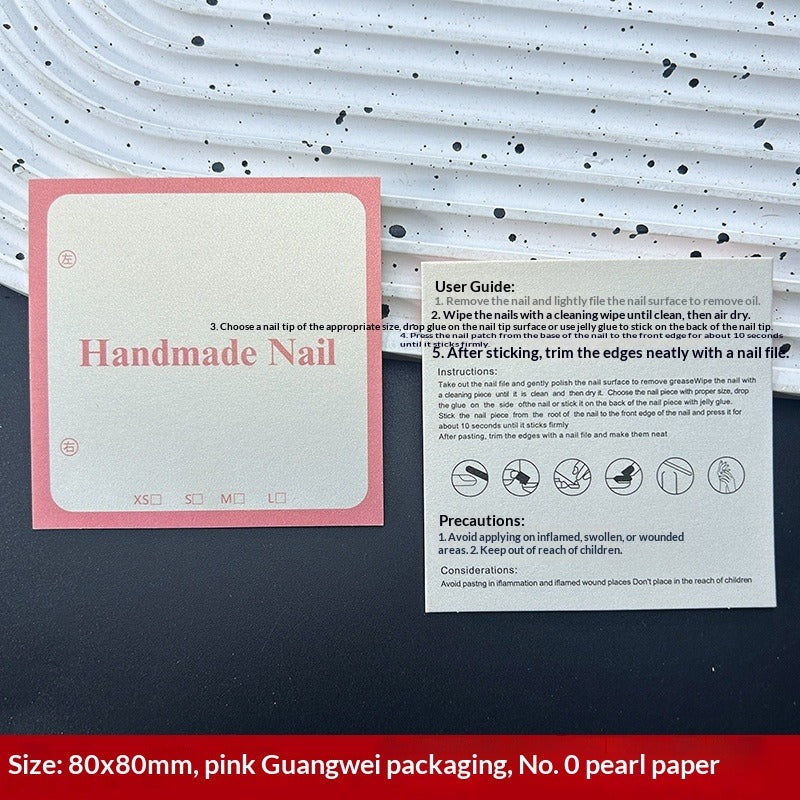 左
Handmade Nail
右
XS□ S□ M□ L□
User Guide:
1. Remove the nail and lightly file the nail surface to remove oil.
2. Wipe the nails with a cleaning wipe until clean, then air dry.
3. Choose a nail tip of the appropriate size, drop glue on the nail tip surface or use jelly glue to stick on the back of the nail tip.
4. Press the nail patch from the base of the nail to the front edge for about 10 seconds
until it sticks firmly.
5. After sticking, trim the edges neatly with a nail file.
Instructions:
Take out the nail file and gently polish the nail surface to remove greaseWipe the nail with
a cleaning piece until it is clean and then dry it. Choose the nail piece with proper size, drop
the glue on the side ofthe nail or stick it on the back of the nail piece with jelly glue.
Stick the nail piece from the root of the nail to the front edge of the nail and press it for
about 10 seconds until it sticks firmly
After pasting, trim the edges with a nail file and make them neat
Precautions:
1. Avoid applying on inflamed, swollen, or wounded
areas. 2. Keep out of reach of children.
Considerations:
Avoid pastng in iflammation and iflamed wound places Don't place in the reach of children
Size: 80x80mm, pink Guangwei packaging, No. 0 pearl paper